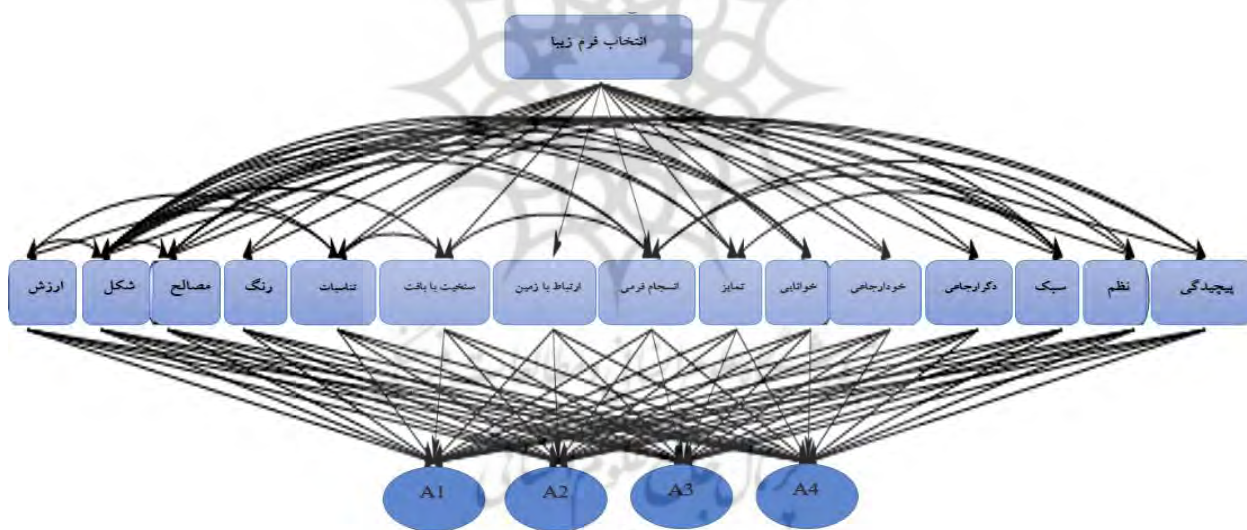 انتخاب فرم زیبا
پیچیدگی
نظم
سبک
دگرارجاعی
خودارجاعی
خوانایی
تمایز
انسجام فرمی
ارتباط با زمین
سنخیت با بافت
تناسبات
رنگ
مصالح
شکل
ارزش
A1
A2
A3
A4